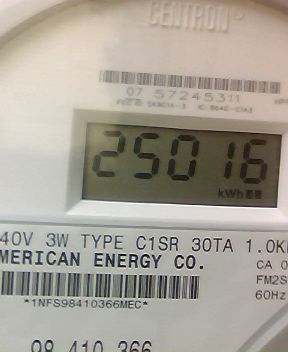 CENTRON®
07 57245311
25016
kWh
40V 3W TYPE C1SR 30TA 1.0K
MERICAN ENERGY CO.
CA 0
FM2S
60Hz
*1NFS98410366MEC*
98 410 366